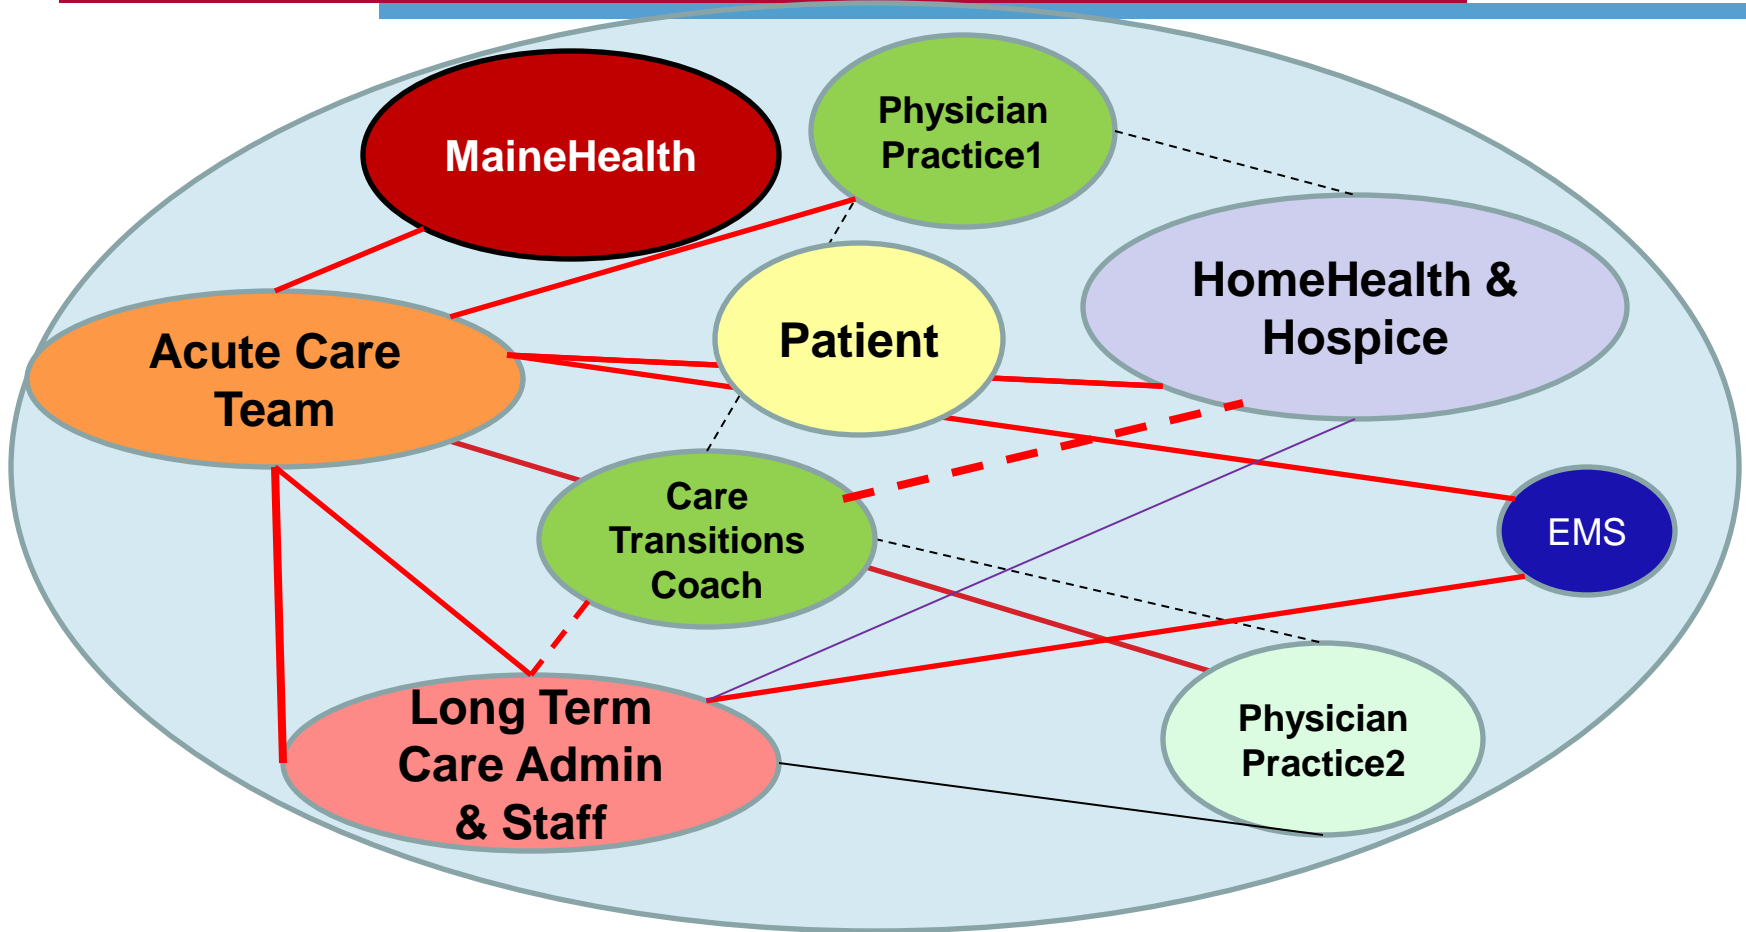 MaineHealth
Physician
Practice1
HomeHealth &
Hospice
Acute Care
Team
Patient
Care
Transitions
Coach
EMS
Long Term
Care Admin
& Staff
Physician
Practice2